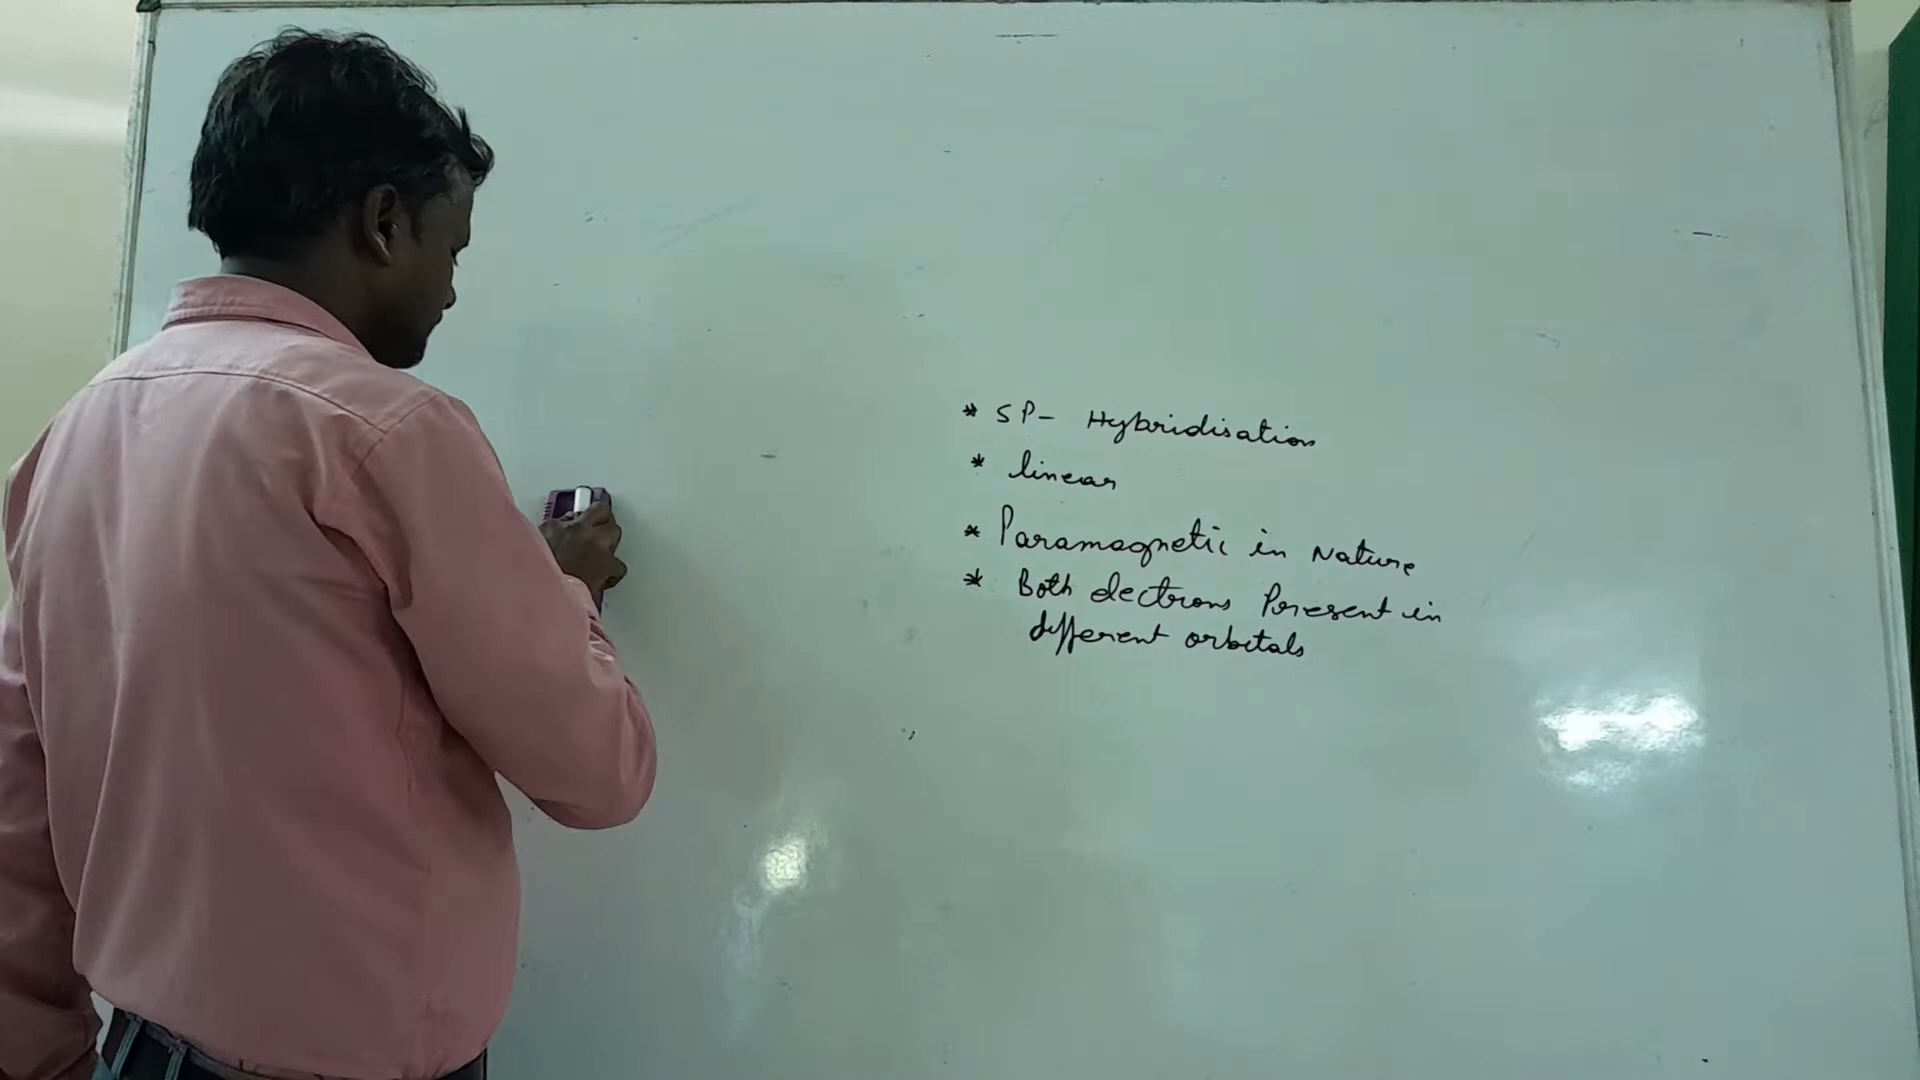 * SP- Hybridisation
* linear
* Paramagnetic in Nature
* Both electrons Present in
different orbitals